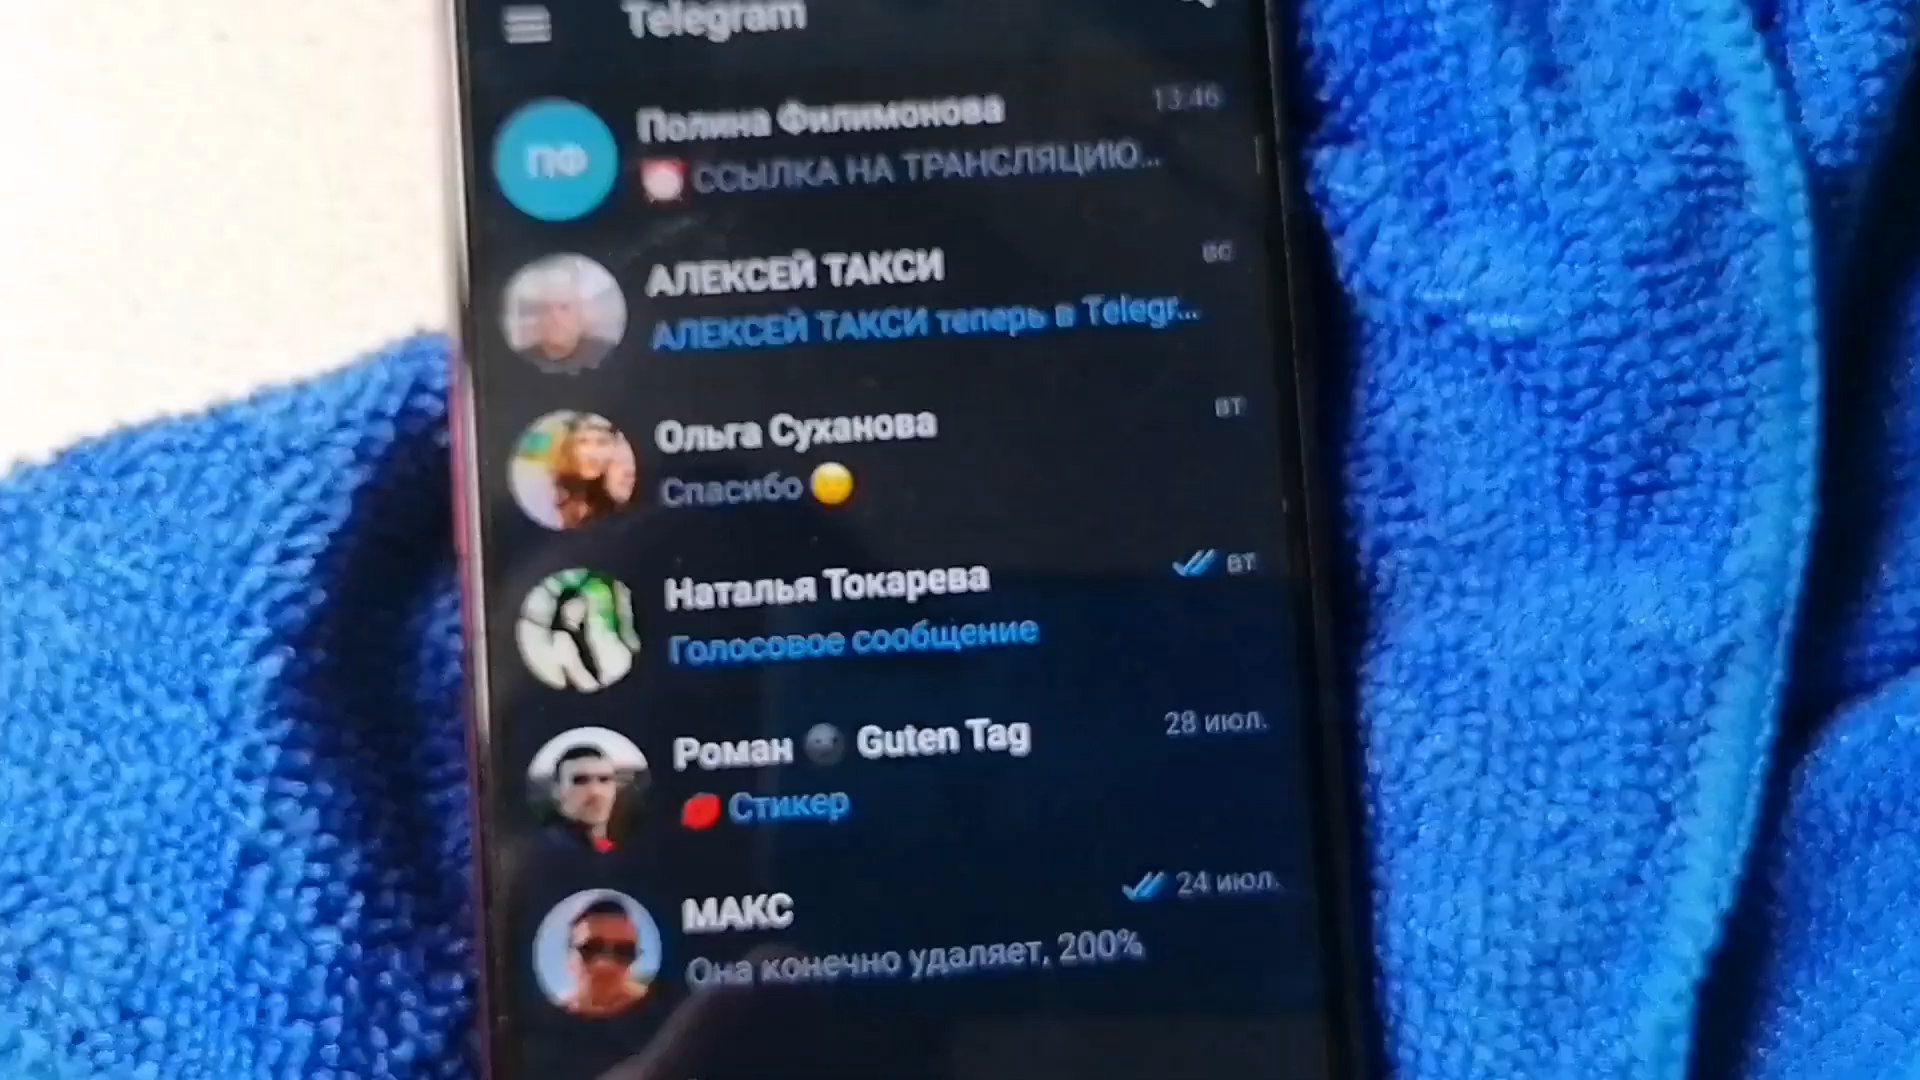 Telegram
Полина Филимонова 13:46
ПФ
ССЫЛКА НА ТРАНСЛЯЦИЮ...
АЛЕКСЕЙ ТАКСИ вс
АЛЕКСЕЙ ТАКСИ теперь в Telegr...
Ольга Суханова вт
Спасибо
Наталья Токарева вт
Голосовое сообщение
Роман Guten Tag 28 июл.
Стикер
МАКС 24 июл.
Она конечно удаляет, 200%